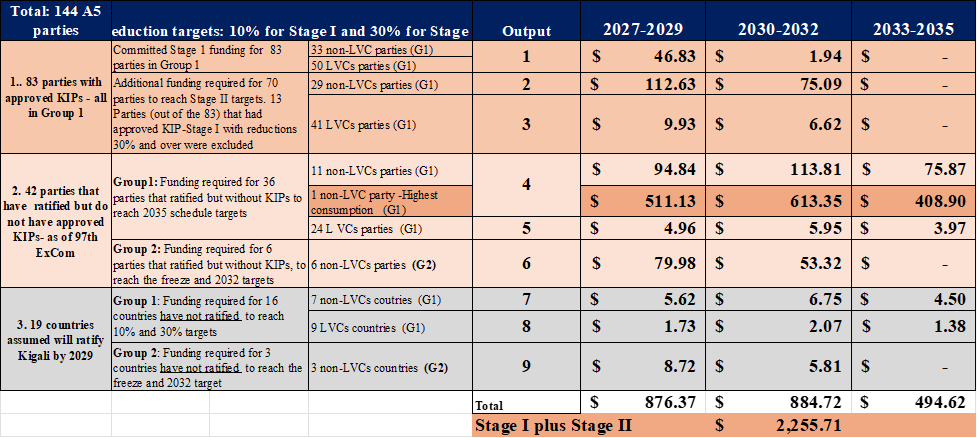 Total: 144 A5
parties
eduction targets: 10% for Stage I and 30% for Stage
Output
2027-2029
2030-2032
2033-2035
1.. 83 parties with
approved KIPs - all
in Group 1
Committed Stage 1 funding for 83
parties in Group 1
33 non-LVC parties (G1)
50 LVCs parties (G1)
1
$ 46.83
$ 1.94
$ -
Additional funding required for 70
parties to reach Stage II targets. 13
Parties (out of the 83) that had
approved KIP-Stage I with reductions
30% and over were excluded
29 non-LVC parties (G1)
2
$ 112.63
$ 75.09
$ -
41 LVCs parties (G1)
3
$ 9.93
$ 6.62
$ -
2. 42 parties that
have ratified but do
not have approved
KIPs- as of 97th
ExCom
Group1: Funding required for 36
parties that ratified but without KIPs to
reach 2035 schedule targets
11 non-LVC parties (G1)
4
$ 94.84
$ 113.81
$ 75.87
1 non-LVC party -Highest
consumption (G1)
$ 511.13
$ 613.35
$ 408.90
24 L VCs parties (G1)
5
$ 4.96
$ 5.95
$ 3.97
Group 2: Funding required for 6
parties that ratified but without KIPs, to
reach the freeze and 2032 targets
6 non-LVCs parties (G2)
6
$ 79.98
$ 53.32
$ -
3. 19 countries
assumed will ratify
Kigali by 2029
Group 1: Funding required for 16
countries have not ratified to reach
10% and 30% targets
7 non-LVCs countries (G1)
7
$ 5.62
$ 6.75
$ 4.50
9 LVCs countries (G1)
8
$ 1.73
$ 2.07
$ 1.38
Group 2: Funding required for 3
countries have not ratified to reach the
freeze and 2032 target
3 non-LVCs countries (G2)
9
$ 8.72
$ 5.81
$ -
Total
$ 876.37
$ 884.72
$ 494.62
Stage I plus Stage II
$ 2,255.71